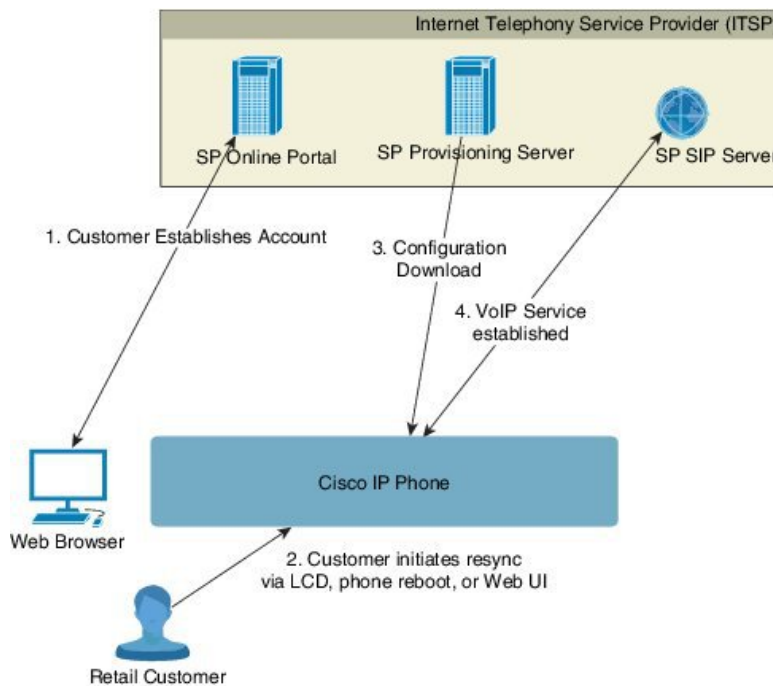 Internet Telephony Service Provider (ITSP
SP Online Portal
SP Provisioning Server
SP SIP Server
1. Customer Establishes Account
3. Configuration
Download
4. VoIP Service
established
Cisco IP Phone
Web Browser
2. Customer initiates resync
via LCD, phone reboot, or Web UI
Retail Customer